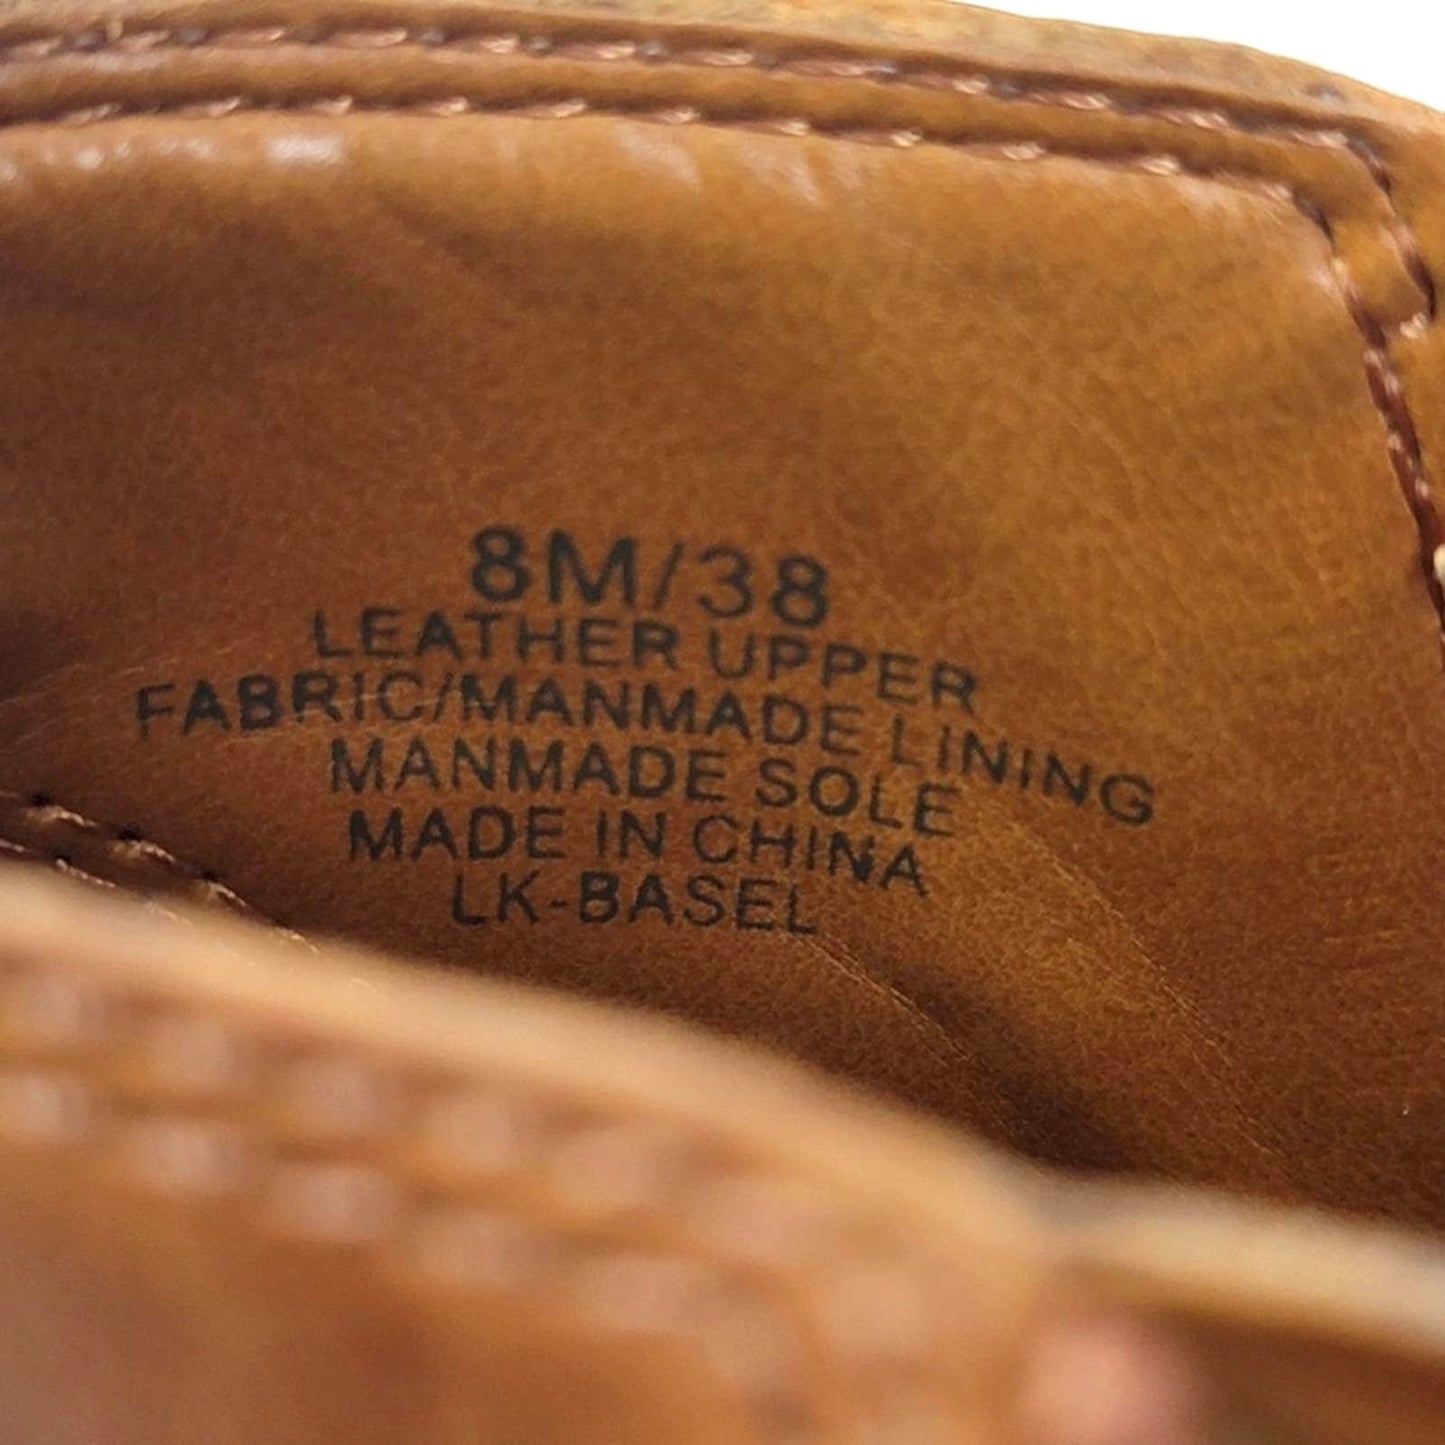 8M/38
LEATHER UPPER
FABRIC/MANMADE LINING
MANMADE SOLE
MADE IN CHINA
LK-BASEL